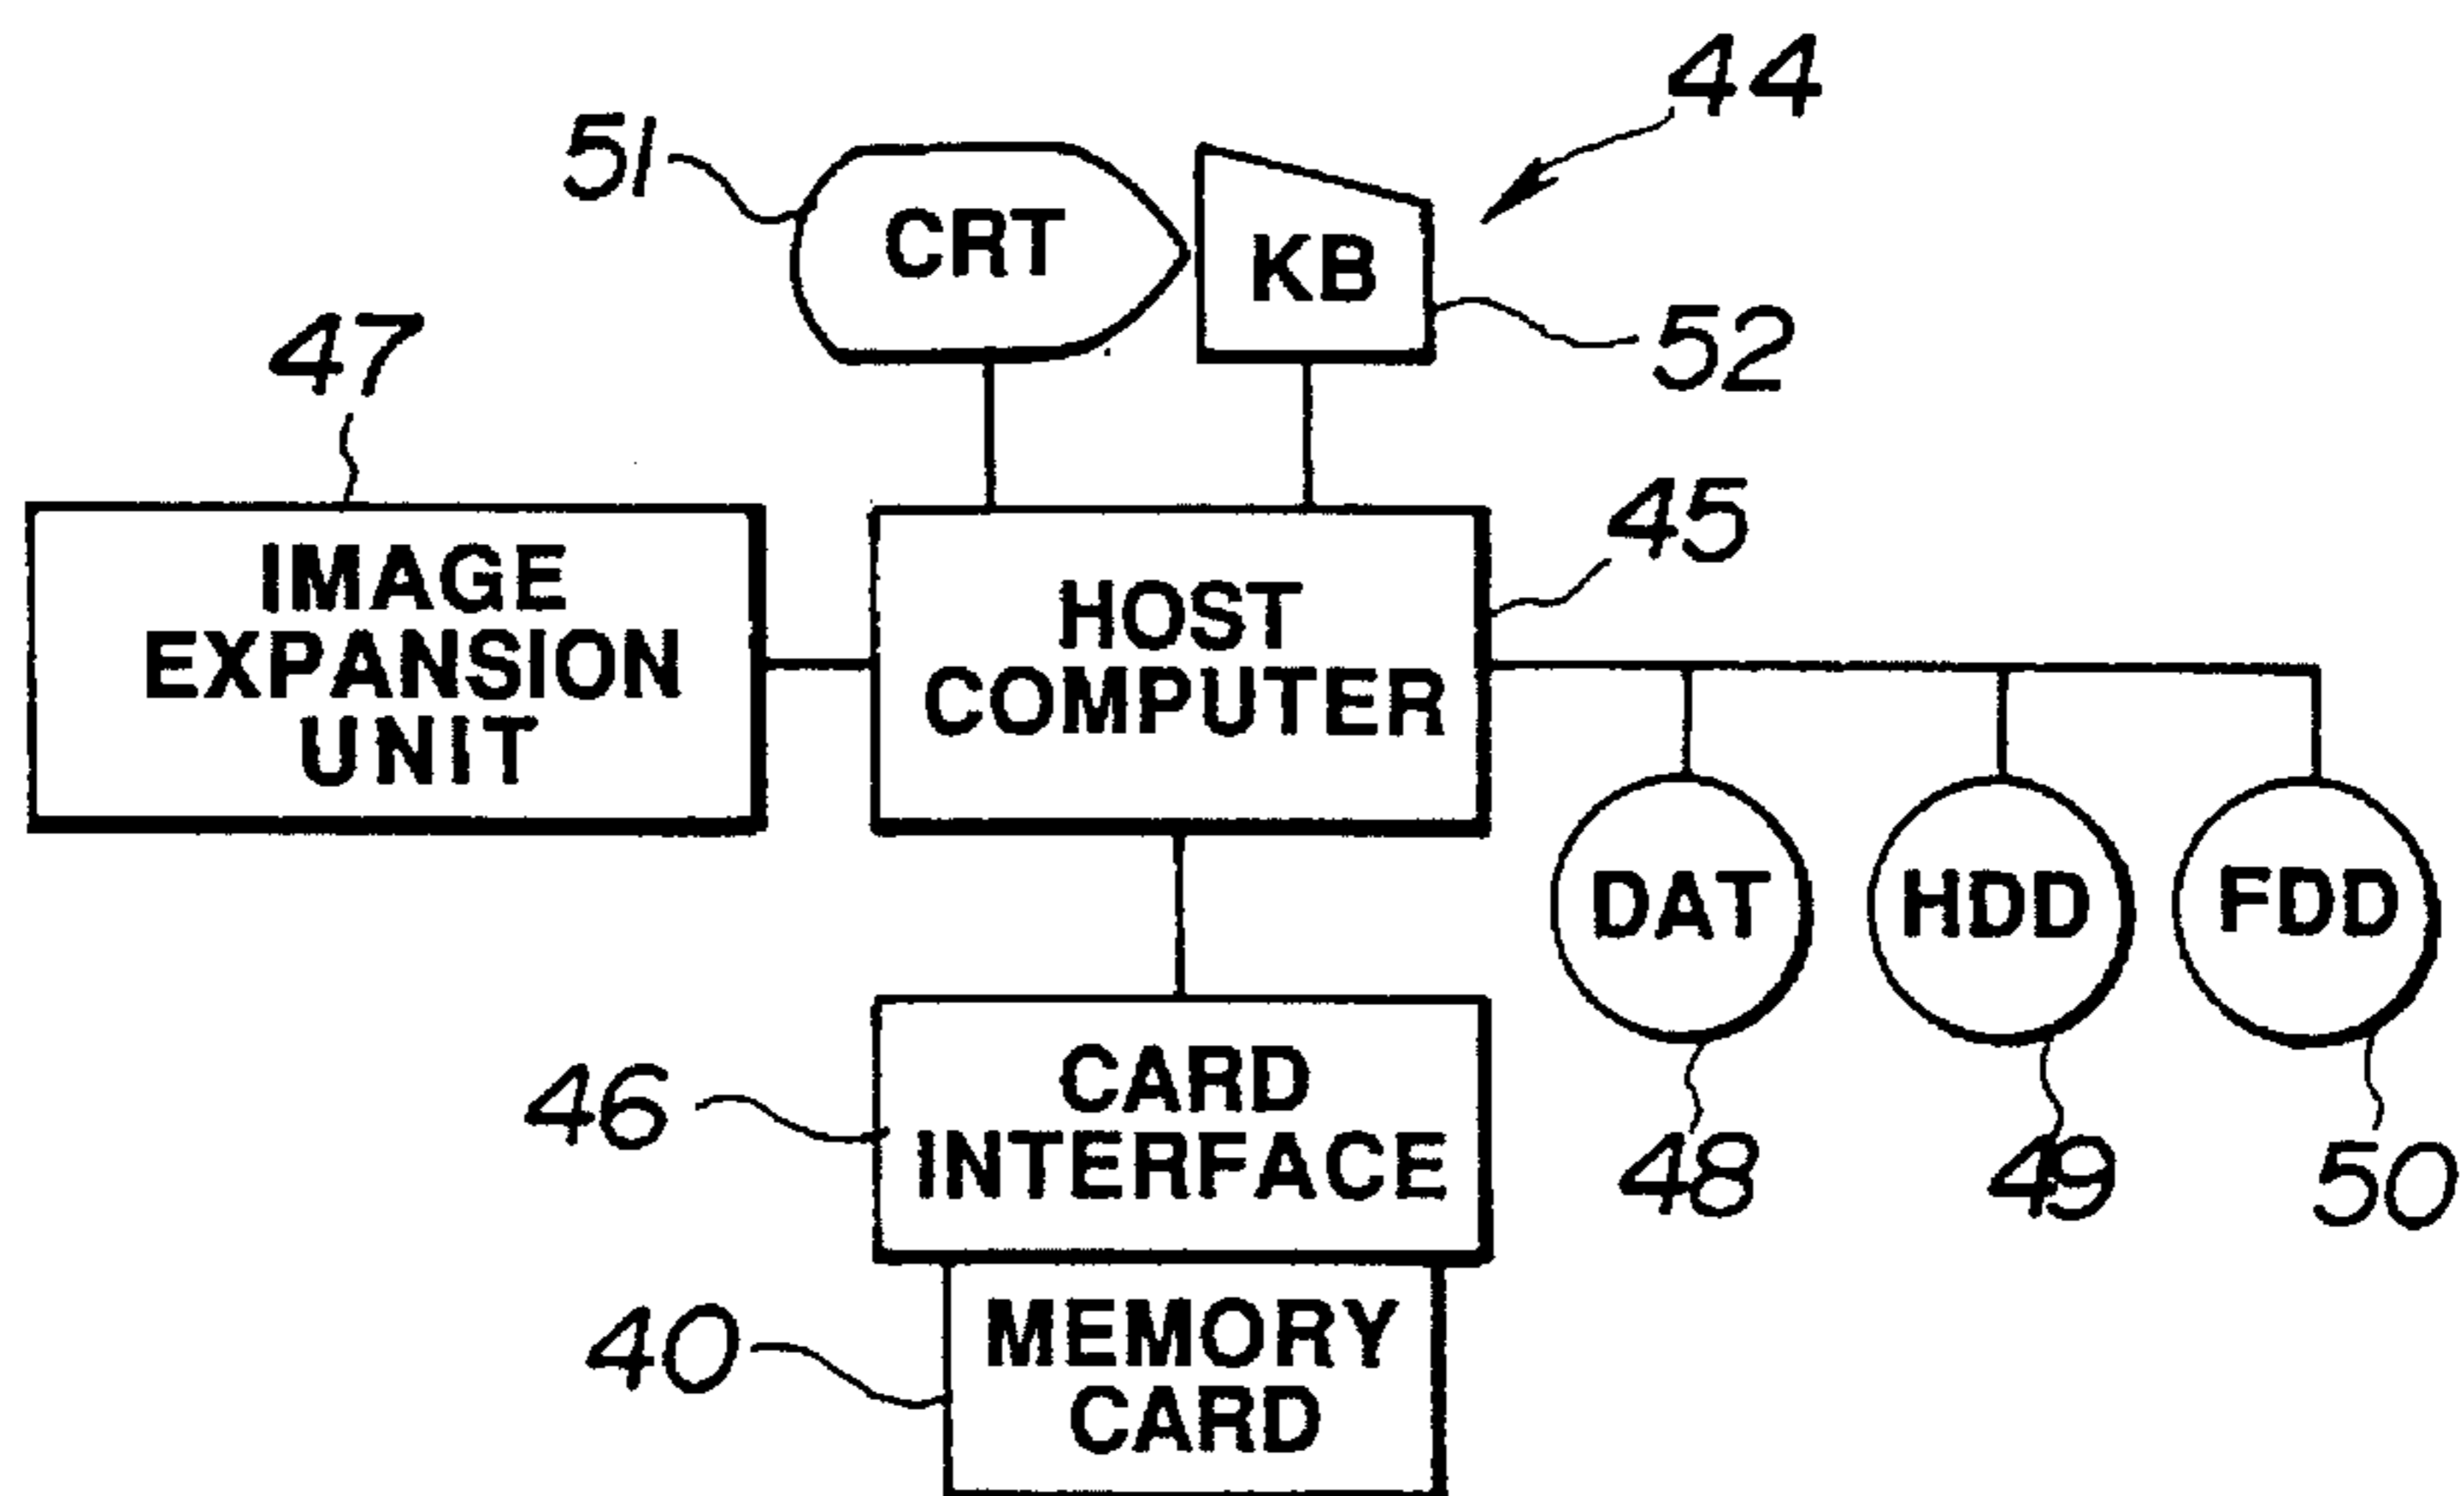 44
51
CRT
KB
52
47
45
IMAGE
EXPANSION
UNIT
HOST
COMPUTER
DAT
HDD
FDD
46
CARD
INTERFACE
48
49
50
40
MEMORY
CARD